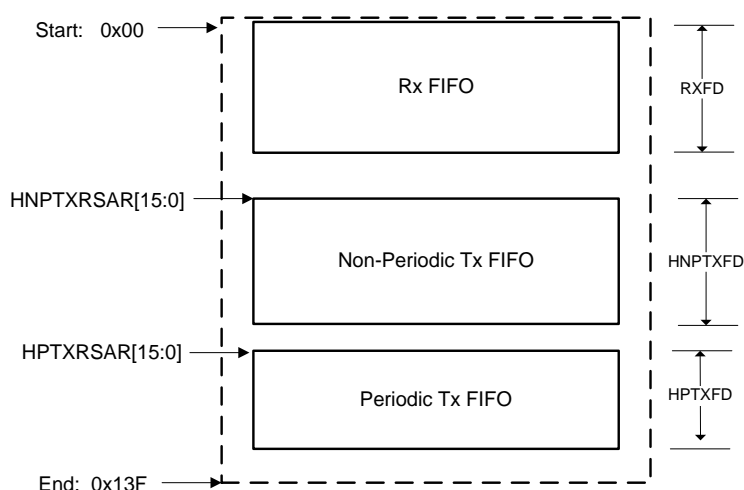 Start: 0x00
Rx FIFO
RXFD
HNPTXRSAR[15:0]
Non-Periodic Tx FIFO
HNPTXFD
HPTXRSAR[15:0]
Periodic Tx FIFO
HPTXFD
End: 0x13F